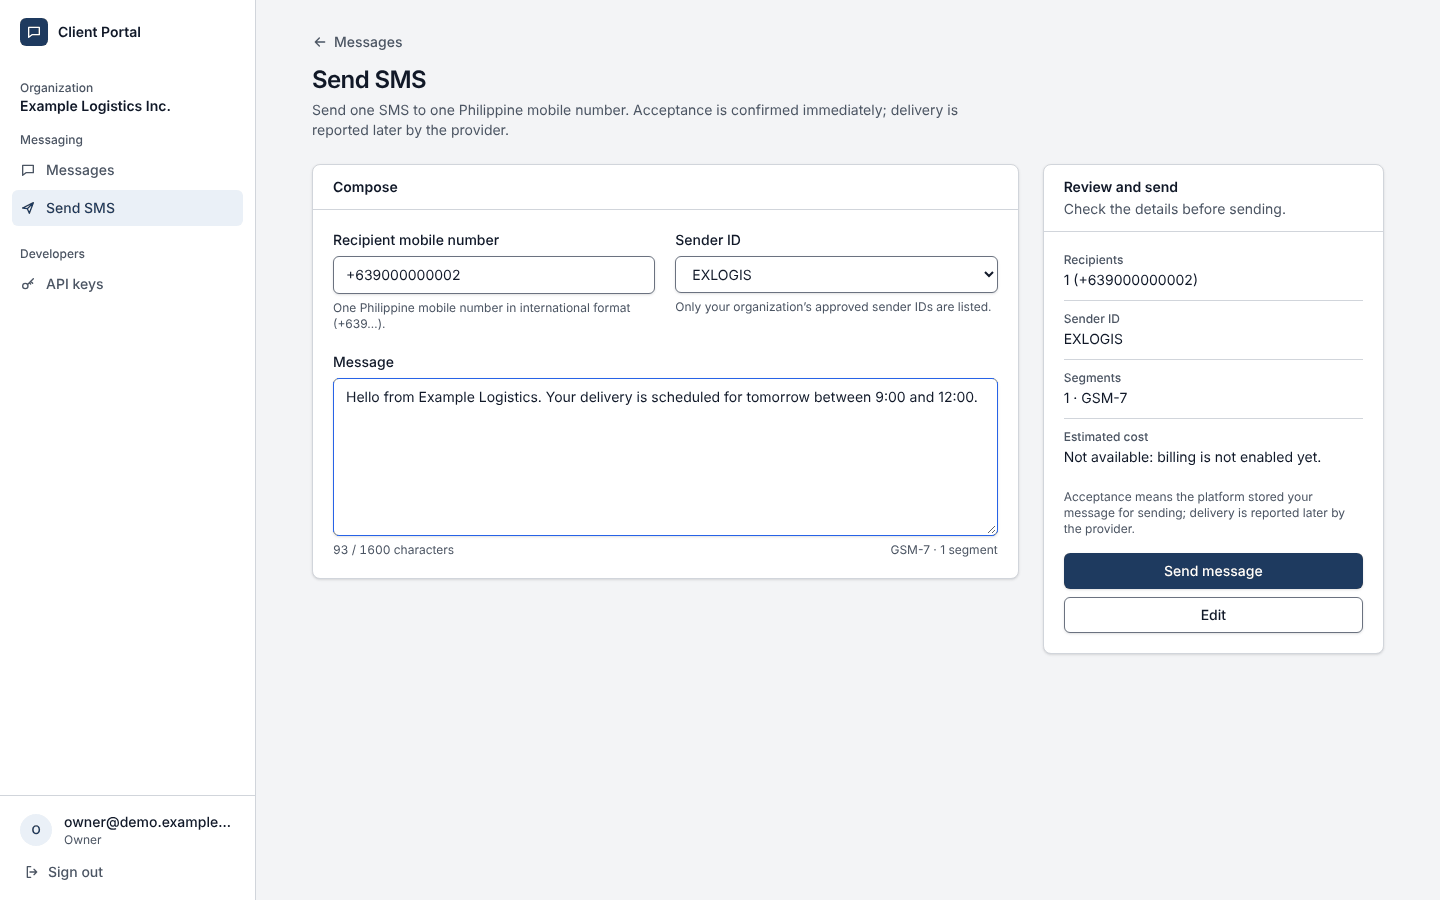 Client Portal
Organization
Example Logistics Inc.
Messaging
Messages
Send SMS
Developers
API keys
O
owner@demo.example...
Owner
Sign out
Messages
Send SMS
Send one SMS to one Philippine mobile number. Acceptance is confirmed immediately; delivery is
reported later by the provider.
Compose
Recipient mobile number
+639000000002
One Philippine mobile number in international format
(+639...).
Sender ID
EXLOGIS
Only your organization’s approved sender IDs are listed.
Message
Hello from Example Logistics. Your delivery is scheduled for tomorrow between 9:00 and 12:00.
93 / 1600 characters
GSM-7 · 1 segment
Review and send
Check the details before sending.
Recipients
1 (+639000000002)
Sender ID
EXLOGIS
Segments
1 · GSM-7
Estimated cost
Not available: billing is not enabled yet.
Acceptance means the platform stored your
message for sending; delivery is reported later by
the provider.
Send message
Edit